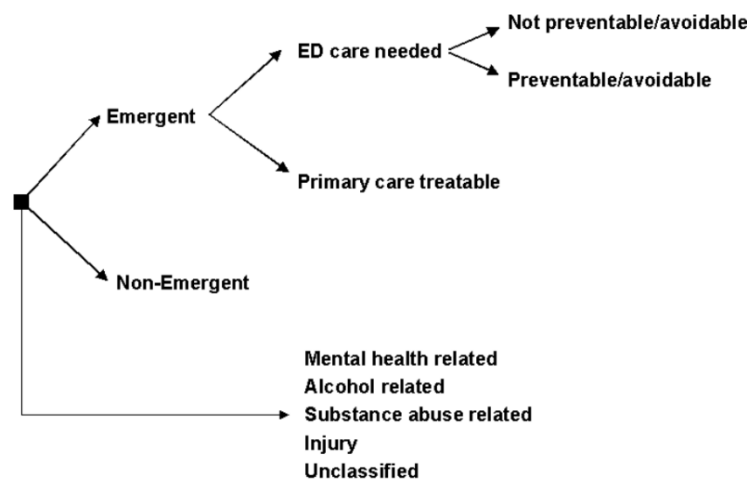 Not preventable/avoidable
ED care needed
Preventable/avoidable
Emergent
Primary care treatable
Non-Emergent
Mental health related
Alcohol related
Substance abuse related
Injury
Unclassified